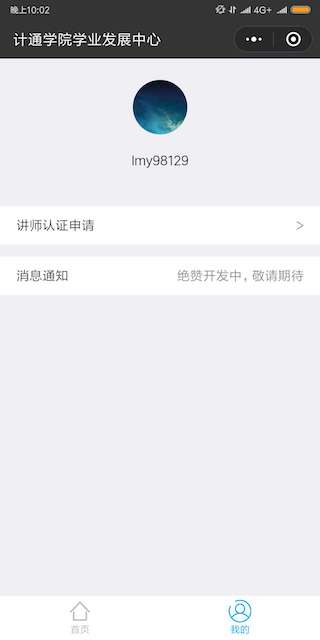 晚上10:02
4G+
计通学院学业发展中心
lmy98129
讲师认证申请 >
消息通知 绝赞开发中，敬请期待
首页 我的